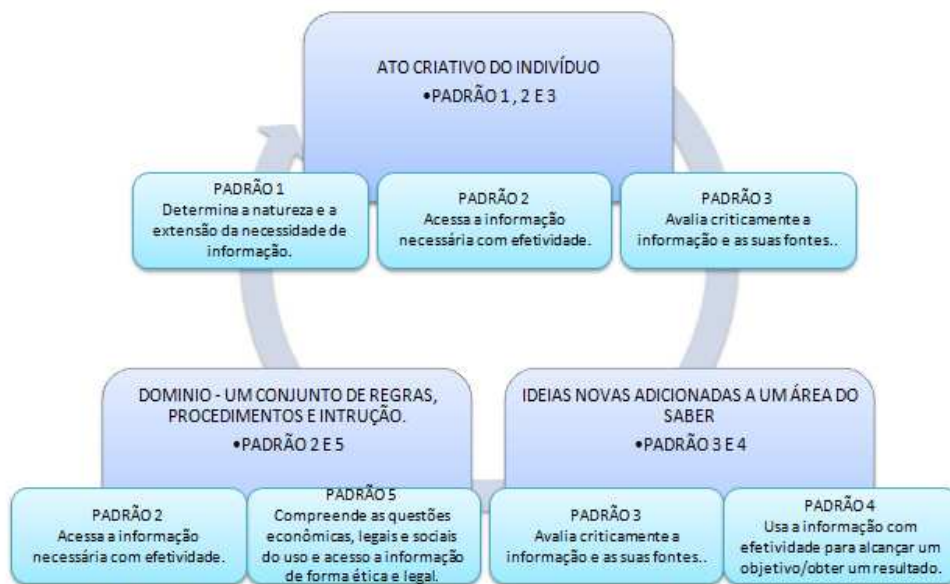 ATO CRIATIVO DO INDIVÍDUO
•PADRÃO 1 , 2 E 3
PADRÃO 1
Determina a natureza e a
extensão da necessidade de
informação.
PADRÃO 2
Acessa a informação
necessária com efetividade.
PADRÃO 3
Avalia criticamente a
informação e as suas fontes..
DOMINIO - UM CONJUNTO DE REGRAS,
PROCEDIMENTOS E INTRUÇÃO.
•PADRÃO 2 E 5
PADRÃO 2
Acessa a informação
necessária com efetividade.
PADRÃO 5
Compreende as questões
econômicas, legais e sociais
do uso e acesso a informação
de forma ética e legal.
IDEIAS NOVAS ADICIONADAS A UM ÁREA DO
SABER
•PADRÃO 3 E 4
PADRÃO 3
Avalia criticamente a
informação e as suas fontes..
PADRÃO 4
Usa a informação com
efetividade para alcançar um
objetivo/obter um resultado.